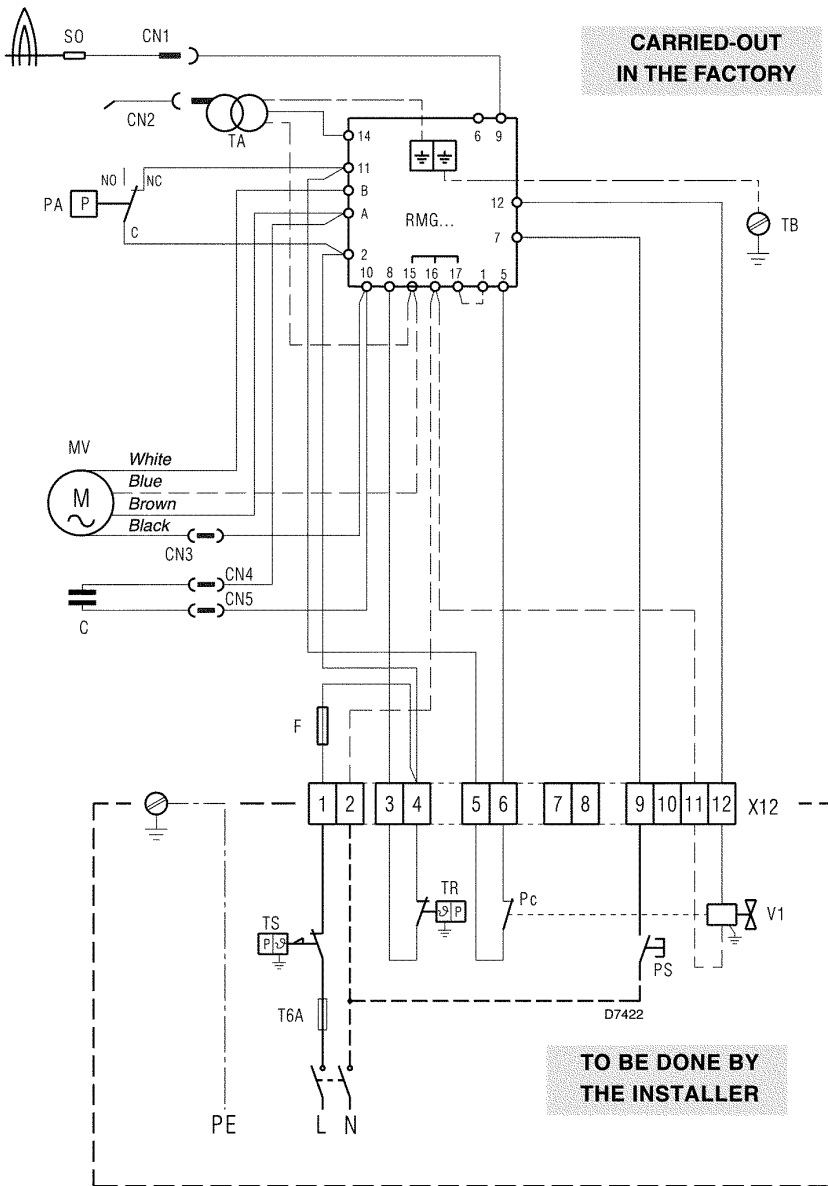 SO
CN1
CARRIED-OUT
IN THE FACTORY
CN2
TA
6
9
14
11
B
A
2
NO
NC
PA
P
C
RMG...
12
7
TB
10 8 15 16 17 1 5
MV
M
White
Blue
Brown
Black
CN3
CN4
CN5
C
F
1 2 3 4 5 6 7 8 9 10 11 12 X12
TS
P ϑ
TR
ϑ P
Pc
V1
PS
T6A
D7422
TO BE DONE BY
THE INSTALLER
PE
L N